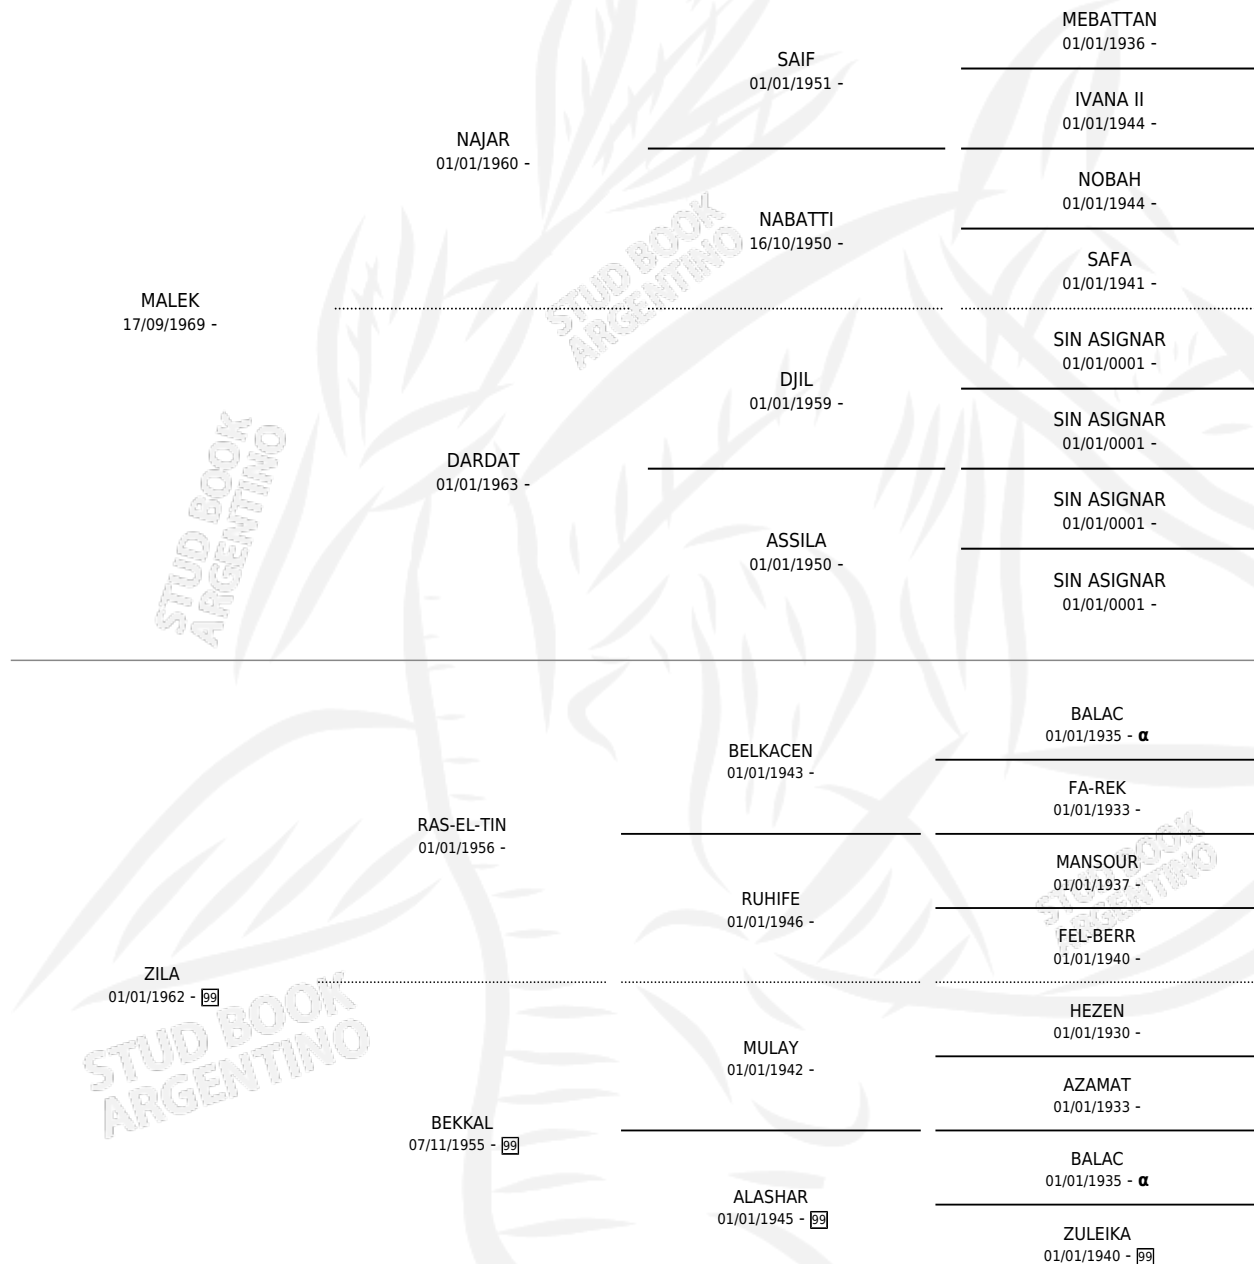 MEBATTAN
01/01/1936 -
SAIF
01/01/1951 -
IVANA II
01/01/1944 -
NAJAR
01/01/1960 -
NOBAH
01/01/1944 -
NABATTI
16/10/1950 -
SAFA
01/01/1941 -
MALEK
17/09/1969 -
SIN ASIGNAR
01/01/0001 -
DJIL
01/01/1959 -
SIN ASIGNAR
01/01/0001 -
DARDAT
01/01/1963 -
SIN ASIGNAR
01/01/0001 -
ASSILA
01/01/1950 -
SIN ASIGNAR
01/01/0001 -
STUD BOOK
ARGENTINO
STUD BOOK
ARGENTINO
BALAC
01/01/1935 - α
BELKACEN
01/01/1943 -
FA-REK
01/01/1933 -
RAS-EL-TIN
01/01/1956 -
MANSOUR
01/01/1937 -
RUHIFE
01/01/1946 -
FEL-BERR
01/01/1940 -
ZILA
01/01/1962 - 99
HEZEN
01/01/1930 -
MULAY
01/01/1942 -
AZAMAT
01/01/1933 -
BEKKAL
07/11/1955 - 99
BALAC
01/01/1935 - α
ALASHAR
01/01/1945 - 99
ZULEIKA
01/01/1940 - 99
STUD BOOK
ARGENTINO
STUD BOOK
ARGENTINO